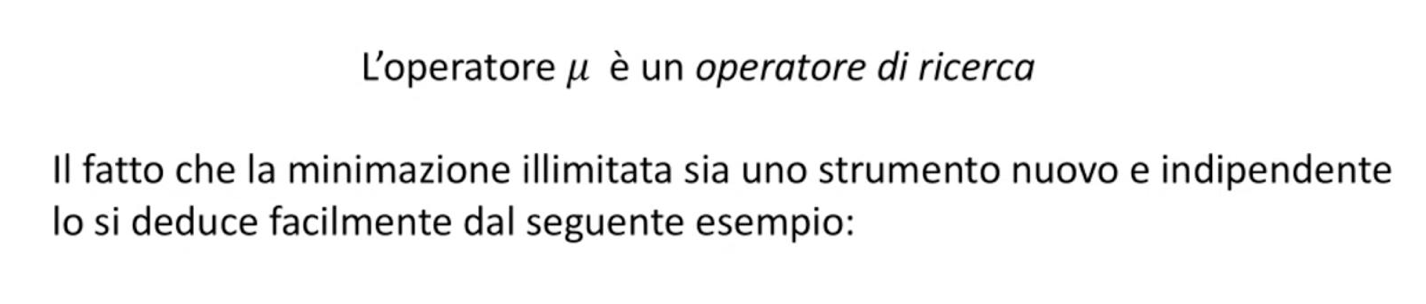 L’operatore μ è un operatore di ricerca
Il fatto che la minimazione illimitata sia uno strumento nuovo e indipendente
lo si deduce facilmente dal seguente esempio: